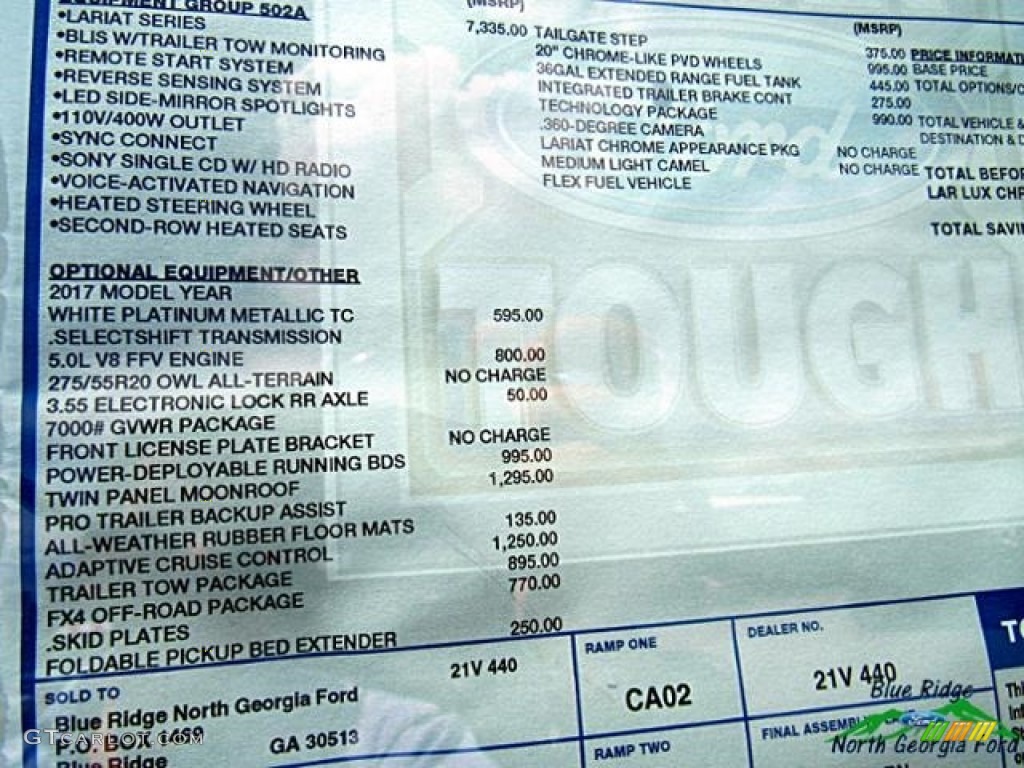 EQUIPMENT GROUP 502A
•LARIAT SERIES
•BLIS W/TRAILER TOW MONITORING
•REMOTE START SYSTEM
•REVERSE SENSING SYSTEM
•LED SIDE-MIRROR SPOTLIGHTS
•110V/400W OUTLET
•SYNC CONNECT
•SONY SINGLE CD W/ HD RADIO
•VOICE-ACTIVATED NAVIGATION
•HEATED STEERING WHEEL
•SECOND-ROW HEATED SEATS
OPTIONAL EQUIPMENT/OTHER
2017 MODEL YEAR
WHITE PLATINUM METALLIC TC 595.00
.SELECTSHIFT TRANSMISSION
5.0L V8 FFV ENGINE 800.00
275/55R20 OWL ALL-TERRAIN NO CHARGE
3.55 ELECTRONIC LOCK RR AXLE 50.00
7000# GVWR PACKAGE
FRONT LICENSE PLATE BRACKET NO CHARGE
POWER-DEPLOYABLE RUNNING BDS 995.00
TWIN PANEL MOONROOF 1,295.00
PRO TRAILER BACKUP ASSIST
ALL-WEATHER RUBBER FLOOR MATS 135.00
ADAPTIVE CRUISE CONTROL 1,250.00
TRAILER TOW PACKAGE 895.00
FX4 OFF-ROAD PACKAGE 770.00
.SKID PLATES
FOLDABLE PICKUP BED EXTENDER 250.00
(MSRP)
7,335.00
TAILGATE STEP 375.00
20" CHROME-LIKE PVD WHEELS 995.00
36GAL EXTENDED RANGE FUEL TANK 445.00
INTEGRATED TRAILER BRAKE CONT 275.00
TECHNOLOGY PACKAGE 990.00
.360-DEGREE CAMERA
LARIAT CHROME APPEARANCE PKG NO CHARGE
MEDIUM LIGHT CAMEL NO CHARGE
FLEX FUEL VEHICLE
(MSRP)
PRICE INFORMATI
BASE PRICE
TOTAL OPTIONS/O
TOTAL VEHICLE &
DESTINATION & D
TOTAL BEFOR
LAR LUX CHR
TOTAL SAVIN
Ford
TOUGH
SOLD TO
21V 440
Blue Ridge North Georgia Ford
P.O. BOX 1469
GA 30513
Blue Ridge
RAMP ONE
CA02
RAMP TWO
DEALER NO.
21V 440
FINAL ASSEMBL
TO
Thi
GTcarlot.com
Blue Ridge
North Georgia Ford